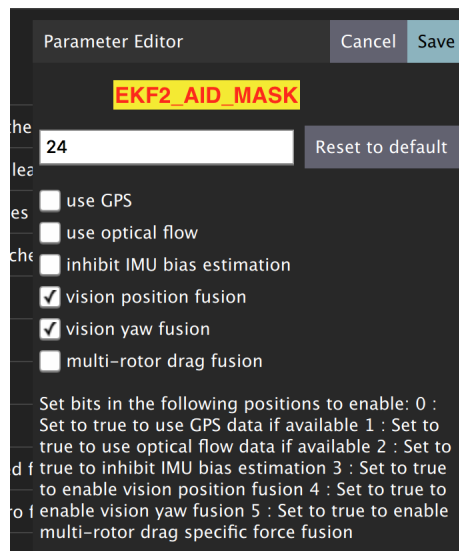 Parameter Editor Cancel Save
EKF2_AID_MASK
24 Reset to default
use GPS
use optical flow
inhibit IMU bias estimation
vision position fusion
vision yaw fusion
multi-rotor drag fusion
Set bits in the following positions to enable: 0 :
Set to true to use GPS data if available 1 : Set to
true to use optical flow data if available 2 : Set to
true to inhibit IMU bias estimation 3 : Set to true
to enable vision position fusion 4 : Set to true to
enable vision yaw fusion 5 : Set to true to enable
multi-rotor drag specific force fusion